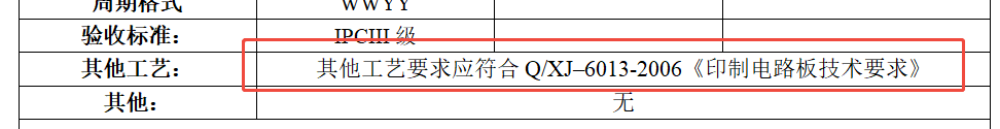 周期格式 WWYY
验收标准： IPCIII 级
其他工艺： 其他工艺要求应符合 Q/XJ–6013-2006《印制电路板技术要求》
其他： 无